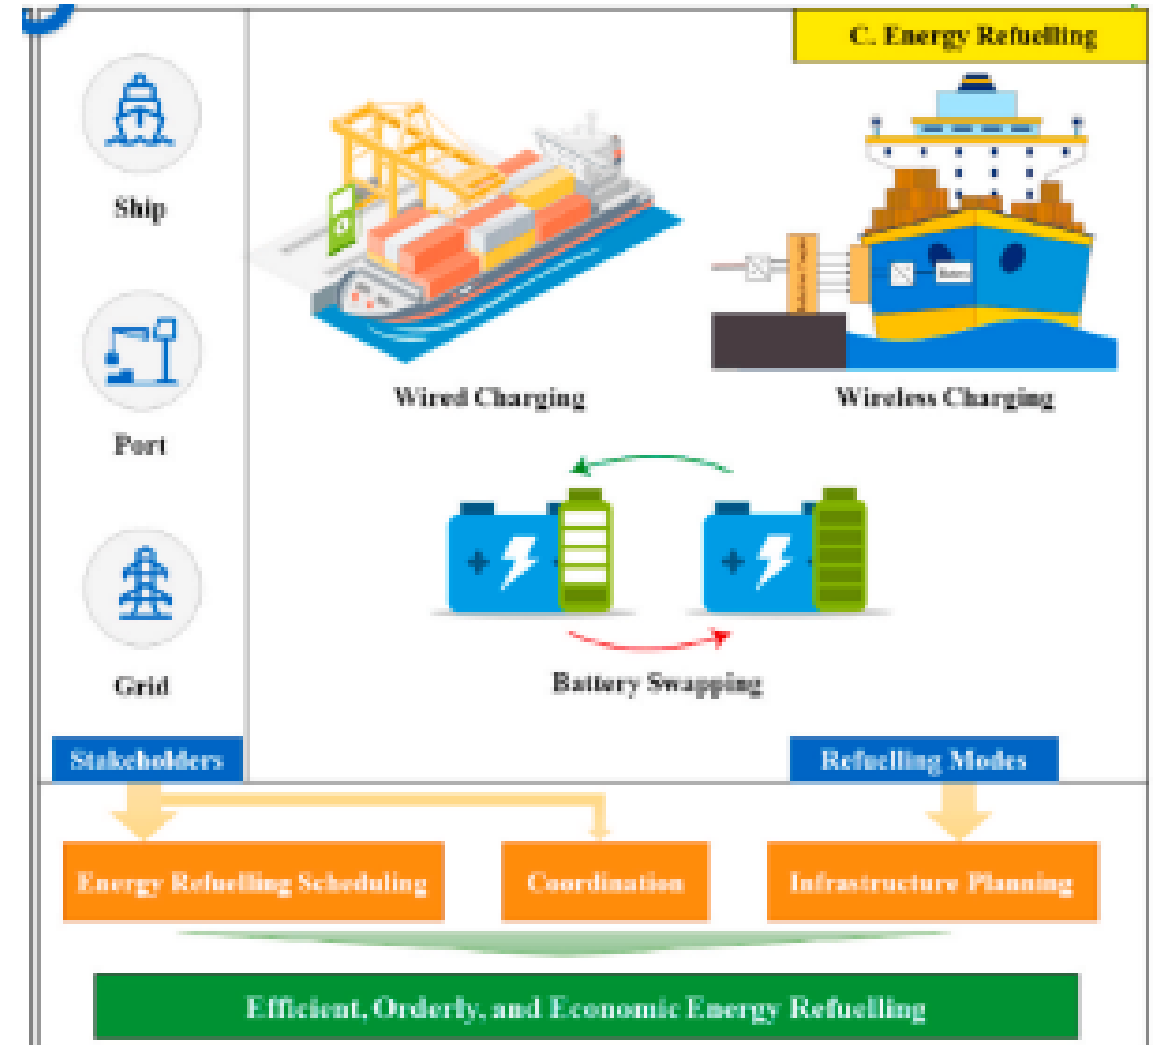 C. Energy Refuelling
Ship
Port
Grid
Wired Charging
Wireless Charging
Battery Swapping
Stakeholders
Refuelling Modes
Energy Refuelling Scheduling
Coordination
Infrastructure Planning
Efficient, Orderly, and Economic Energy Refuelling